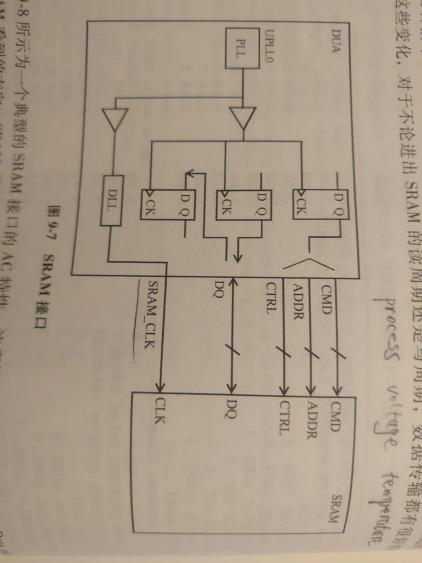 这些变化，对于不论进出 SRAM 的读周期还是写周期，数据传输都有很
process voltage temperature
DUA
UPLL0
PLL
D Q
CK
D Q
CK
D Q
CK
DLL
CMD
ADDR
CTRL
DQ
SRAM_CLK
SRAM
CMD
ADDR
CTRL
DQ
CLK
图 9-7 SRAM 接口
9-8 所示为一个典型的 SRAM 接口的 AC 特性